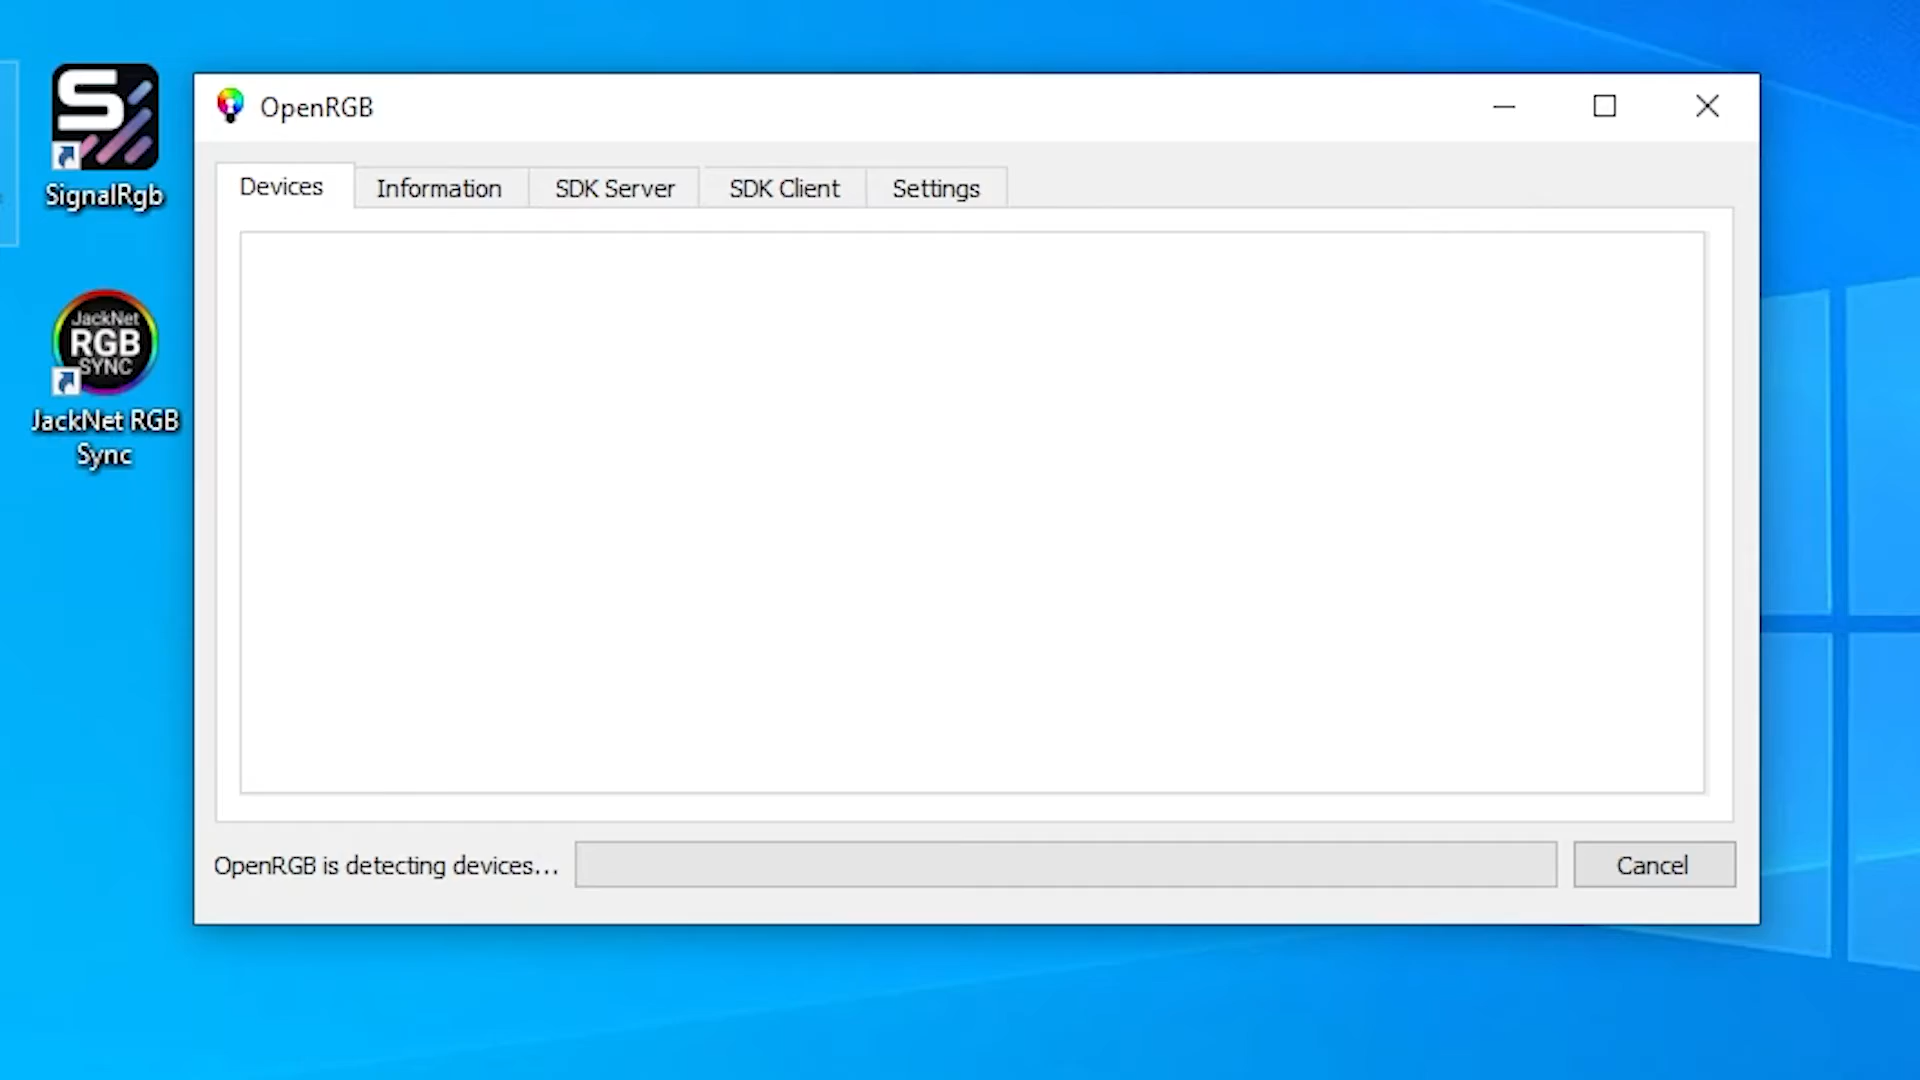 SignalRgb
JackNet
RGB
SYNC
JackNet RGB
Sync
OpenRGB
Devices
Information
SDK Server
SDK Client
Settings
OpenRGB is detecting devices...
Cancel